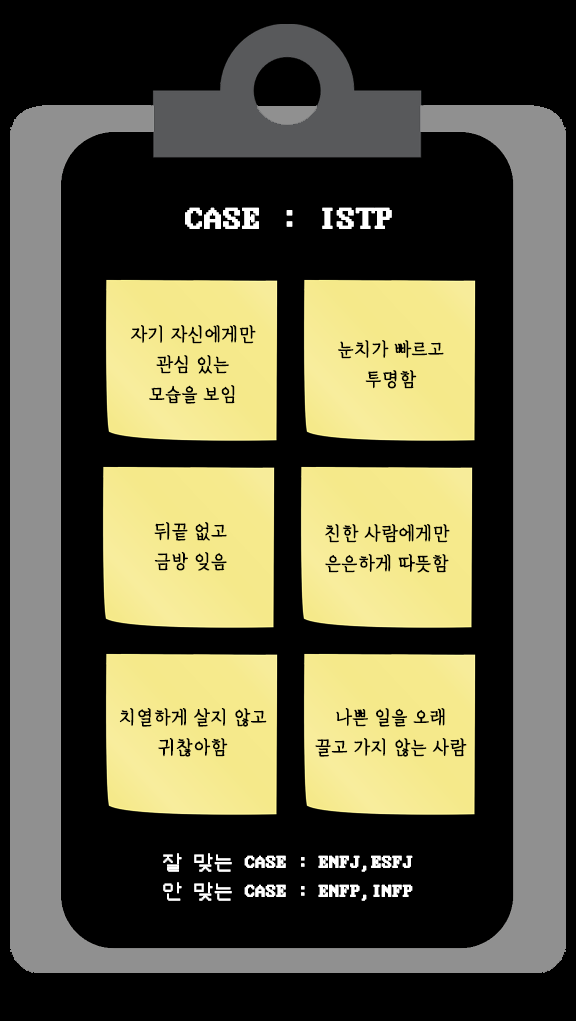 CASE : ISTP
자기 자신에게만
관심 있는
모습을 보임
눈치가 빠르고
투명함
뒤끝 없고
금방 잊음
친한 사람에게만
은은하게 따뜻함
치열하게 살지 않고
귀찮아함
나쁜 일을 오래
끌고 가지 않는 사람
잘 맞는 CASE : ENFJ,ESFJ
안 맞는 CASE : ENFP,INFP